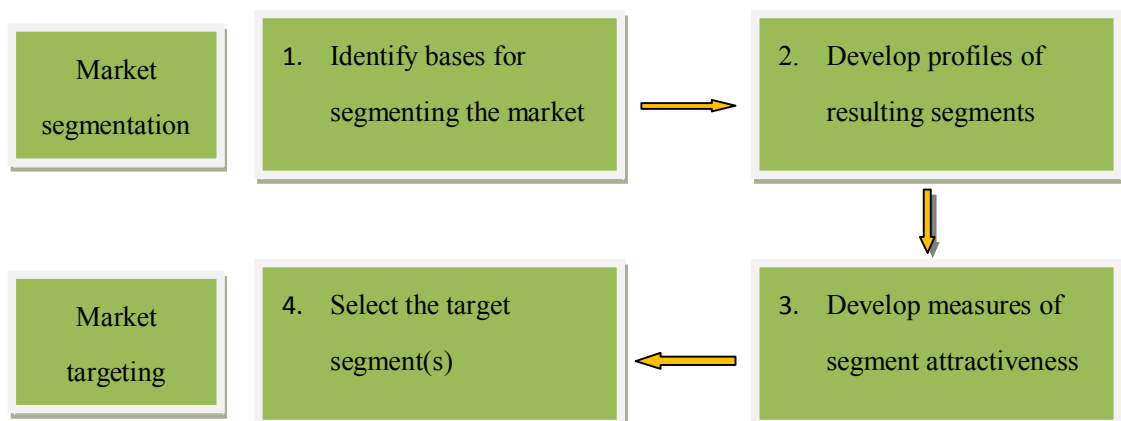 Market
segmentation
1. Identify bases for
segmenting the market
2. Develop profiles of
resulting segments
Market
targeting
4. Select the target
segment(s)
3. Develop measures of
segment attractiveness